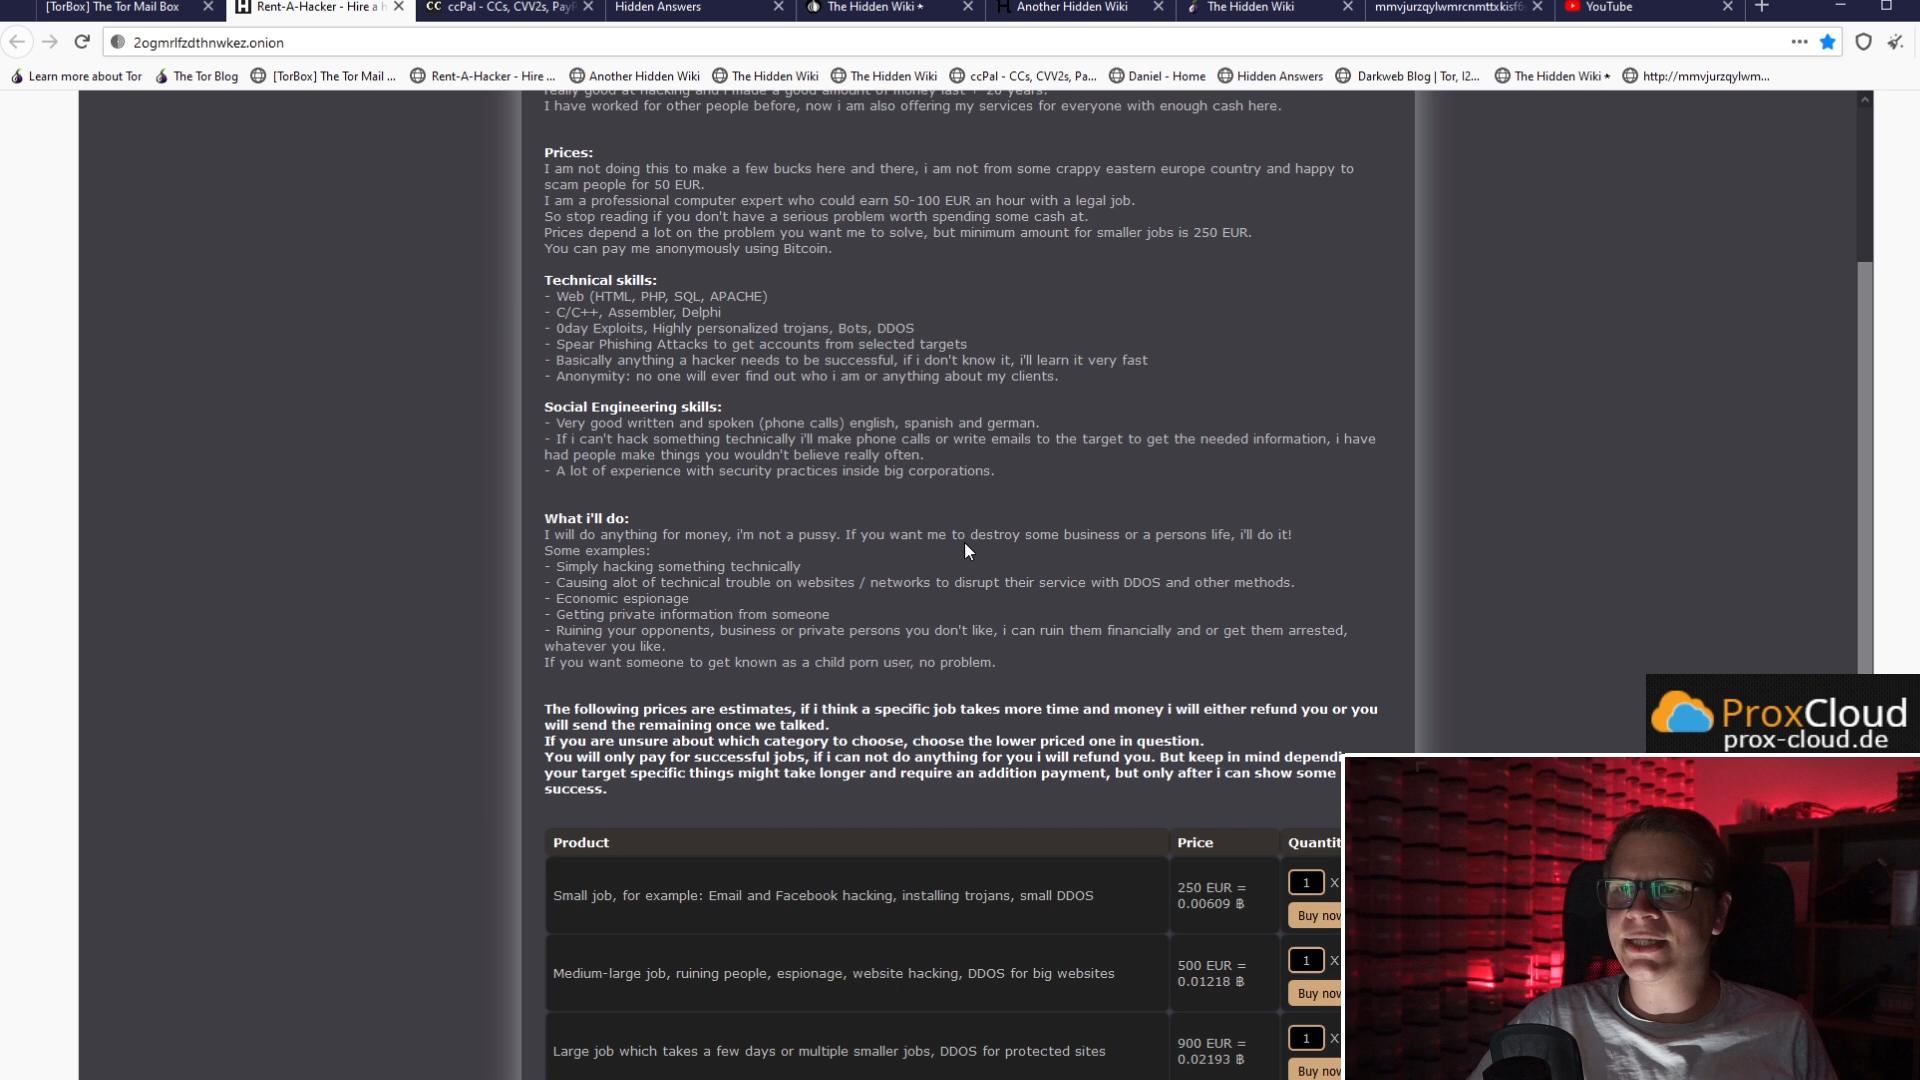 [TorBox] The Tor Mail Box
Rent-A-Hacker - Hire a h
CC ccPal - CCs, CVV2s, PayP
Hidden Answers
The Hidden Wiki *
Another Hidden Wiki
The Hidden Wiki
mmvjurzqylwmrcnmttxkisf6
YouTube
2ogmrlfzdthnwkez.onion
Learn more about Tor
The Tor Blog
[TorBox] The Tor Mail ...
Rent-A-Hacker - Hire ...
Another Hidden Wiki
The Hidden Wiki
The Hidden Wiki
ccPal - CCs, CVV2s, Pa...
Daniel - Home
Hidden Answers
Darkweb Blog | Tor, I2...
The Hidden Wiki *
http://mmvjurzqylwm...
really good at hacking and i made a good amount of money last + - 20 years.
I have worked for other people before, now i am also offering my services for everyone with enough cash here.
Prices:
I am not doing this to make a few bucks here and there, i am not from some crappy eastern europe country and happy to
scam people for 50 EUR.
I am a professional computer expert who could earn 50-100 EUR an hour with a legal job.
So stop reading if you don't have a serious problem worth spending some cash at.
Prices depend a lot on the problem you want me to solve, but minimum amount for smaller jobs is 250 EUR.
You can pay me anonymously using Bitcoin.
Technical skills:
- Web (HTML, PHP, SQL, APACHE)
- C/C++, Assembler, Delphi
- 0day Exploits, Highly personalized trojans, Bots, DDOS
- Spear Phishing Attacks to get accounts from selected targets
- Basically anything a hacker needs to be successful, if i don't know it, i'll learn it very fast
- Anonymity: no one will ever find out who i am or anything about my clients.
Social Engineering skills:
- Very good written and spoken (phone calls) english, spanish and german.
- If i can't hack something technically i'll make phone calls or write emails to the target to get the needed information, i have
had people make things you wouldn't believe really often.
- A lot of experience with security practices inside big corporations.
What i'll do:
I will do anything for money, i'm not a pussy. If you want me to destroy some business or a persons life, i'll do it!
Some examples:
- Simply hacking something technically
- Causing alot of technical trouble on websites / networks to disrupt their service with DDOS and other methods.
- Economic espionage
- Getting private information from someone
- Ruining your opponents, business or private persons you don't like, i can ruin them financially and or get them arrested,
whatever you like.
If you want someone to get known as a child porn user, no problem.
The following prices are estimates, if i think a specific job takes more time and money i will either refund you or you
will send the remaining once we talked.
If you are unsure about which category to choose, choose the lower priced one in question.
You will only pay for successful jobs, if i can not do anything for you i will refund you. But keep in mind dependi
your target specific things might take longer and require an addition payment, but only after i can show some
success.
Product Price Quantit
Small job, for example: Email and Facebook hacking, installing trojans, small DDOS
250 EUR =
0.00609 ฿
1 X
Buy now
Medium-large job, ruining people, espionage, website hacking, DDOS for big websites
500 EUR =
0.01218 ฿
1 X
Buy now
Large job which takes a few days or multiple smaller jobs, DDOS for protected sites
900 EUR =
0.02193 ฿
1 X
Buy now
ProxCloud
prox-cloud.de